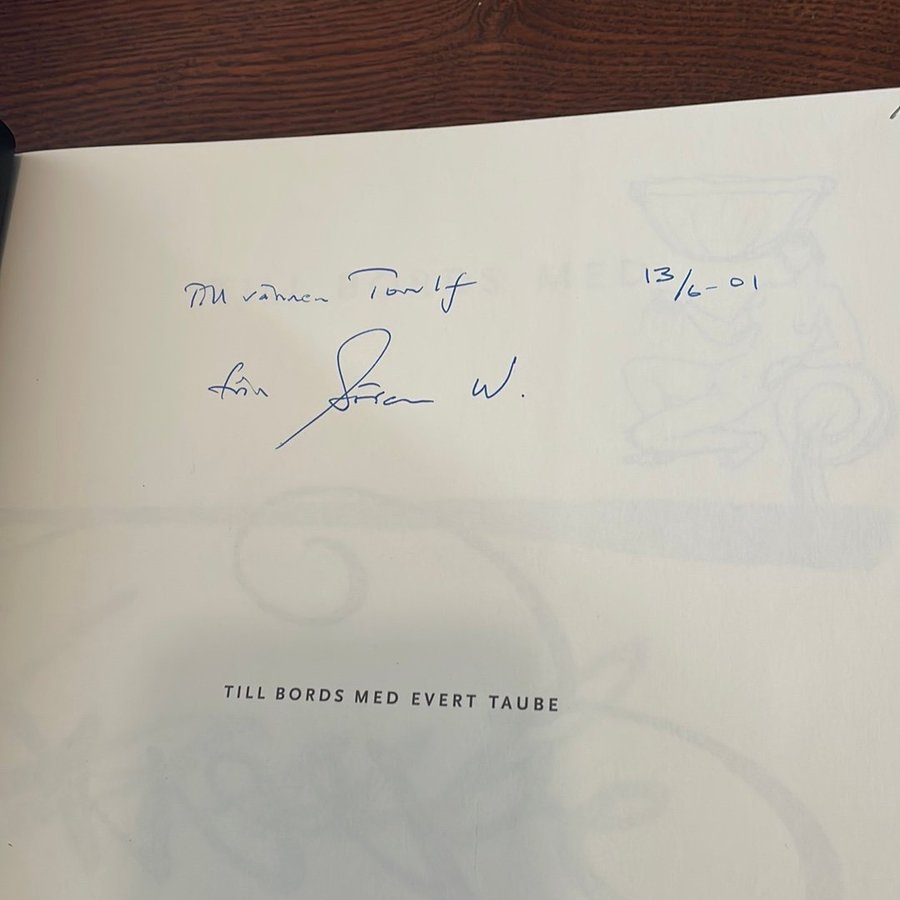 Till vännen Torulf 13/6-01
från Göran W.
TILL BORDS MED EVERT TAUBE